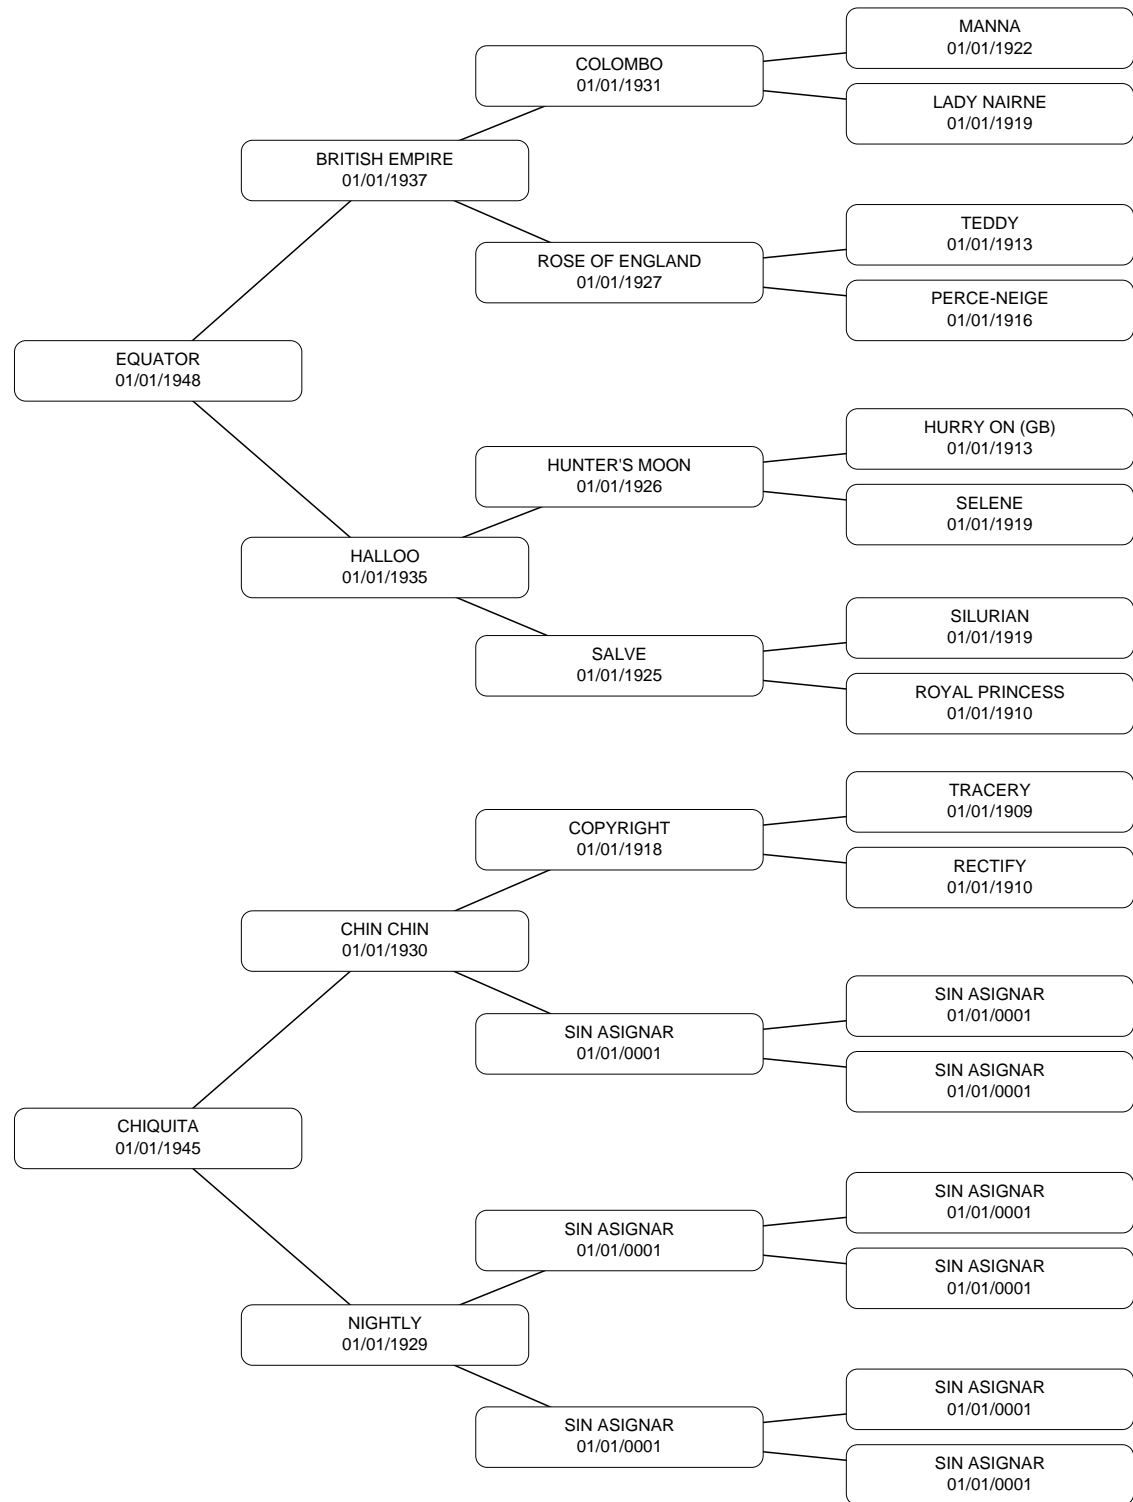 MANNA
01/01/1922
COLOMBO
01/01/1931
LADY NAIRNE
01/01/1919
BRITISH EMPIRE
01/01/1937
TEDDY
01/01/1913
ROSE OF ENGLAND
01/01/1927
PERCE-NEIGE
01/01/1916
EQUATOR
01/01/1948
HURRY ON (GB)
01/01/1913
HUNTER'S MOON
01/01/1926
SELENE
01/01/1919
HALLOO
01/01/1935
SILURIAN
01/01/1919
SALVE
01/01/1925
ROYAL PRINCESS
01/01/1910
TRACERY
01/01/1909
COPYRIGHT
01/01/1918
RECTIFY
01/01/1910
CHIN CHIN
01/01/1930
SIN ASIGNAR
01/01/0001
SIN ASIGNAR
01/01/0001
SIN ASIGNAR
01/01/0001
CHIQUITA
01/01/1945
SIN ASIGNAR
01/01/0001
SIN ASIGNAR
01/01/0001
SIN ASIGNAR
01/01/0001
NIGHTLY
01/01/1929
SIN ASIGNAR
01/01/0001
SIN ASIGNAR
01/01/0001
SIN ASIGNAR
01/01/0001